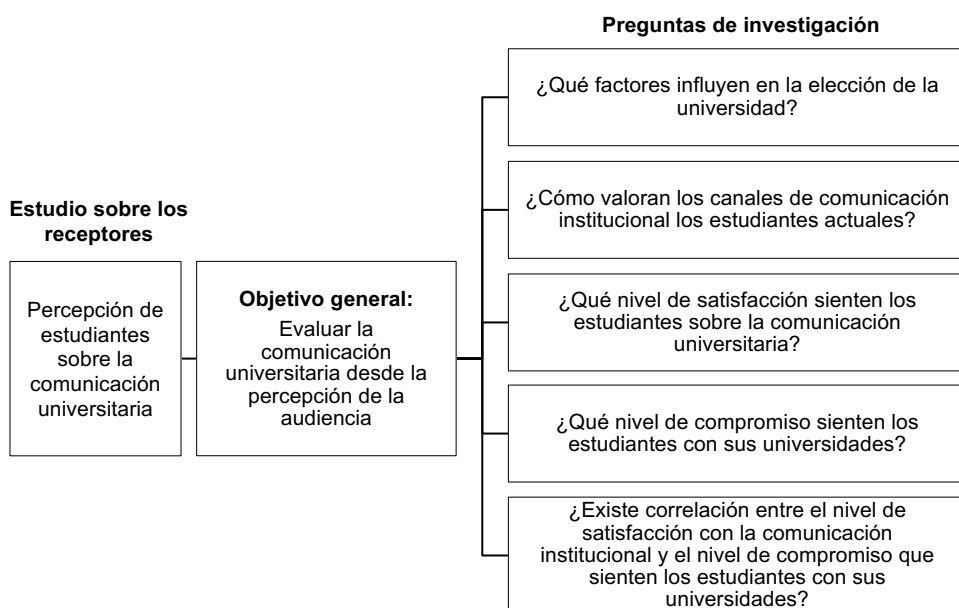 Preguntas de investigación
¿Qué factores influyen en la elección de la
universidad?
¿Cómo valoran los canales de comunicación
institucional los estudiantes actuales?
Estudio sobre los
receptores
Percepción de
estudiantes
sobre la
comunicación
universitaria
Objetivo general:
Evaluar la
comunicación
universitaria desde la
percepción de la
audiencia
¿Qué nivel de satisfacción sienten los
estudiantes sobre la comunicación
universitaria?
¿Qué nivel de compromiso sienten los
estudiantes con sus universidades?
¿Existe correlación entre el nivel de
satisfacción con la comunicación
institucional y el nivel de compromiso que
sienten los estudiantes con sus
universidades?